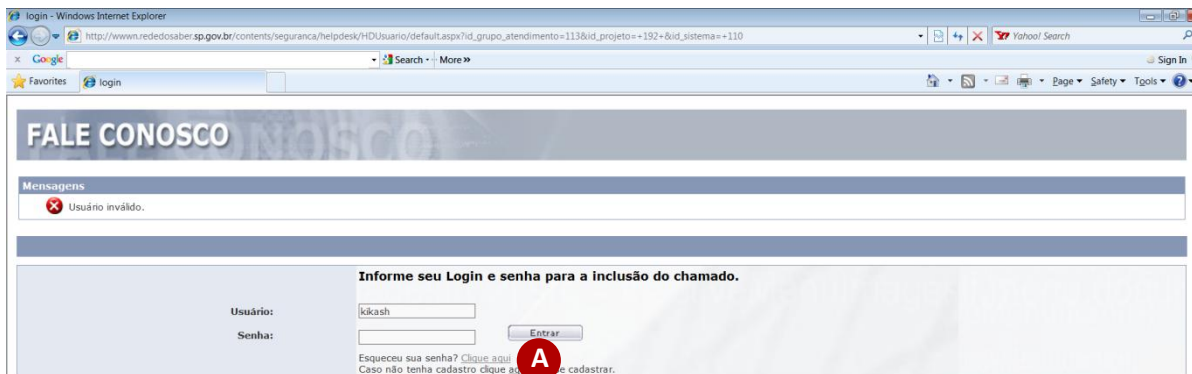 login - Windows Internet Explorer
http://wwwn.rededosaber.sp.gov.br/contents/seguranca/helpdesk/HDUsuario/default.aspx?id_grupo_atendimento=113&id_projeto=+192+&id_sistema=+110
Yahoo! Search
x Google Search More »
Sign In
Favorites login
Page Safety Tools
FALE CONOSCO
Mensagens
Usuário inválido.
Informe seu Login e senha para a inclusão do chamado.
Usuário: kikash
Senha: Entrar
Esqueceu sua senha? Clique aqui
A
Caso não tenha cadastro clique e cadastrar.